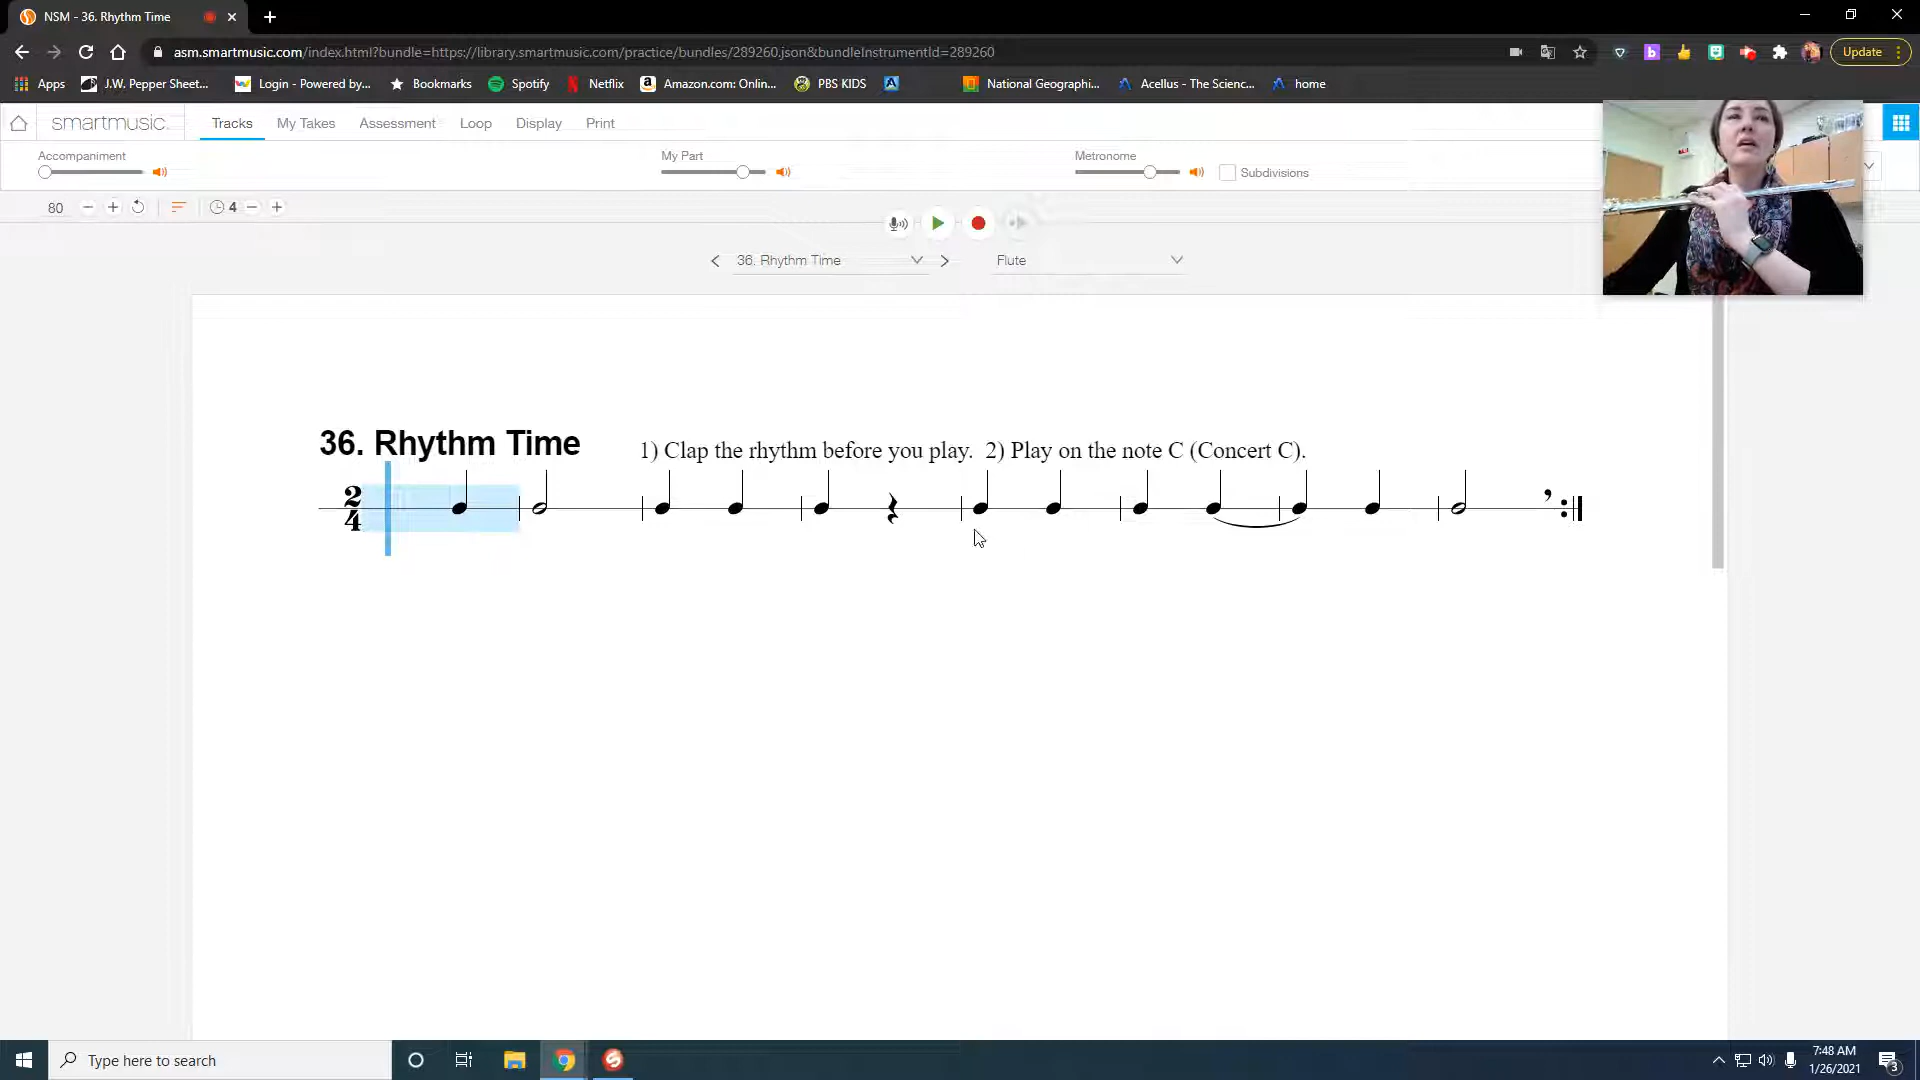 NSM - 36. Rhythm Time
asm.smartmusic.com/index.html?bundle=https://library.smartmusic.com/practice/bundles/289260.json&bundleInstrumentId=289260
Update
Apps J.W. Pepper Sheet... Login - Powered by... Bookmarks Spotify Netflix Amazon.com: Onlin... PBS KIDS National Geographi... Acellus - The Scienc... home
smartmusic. Tracks My Takes Assessment Loop Display Print
Accompaniment My Part Metronome
Subdivisions
80 4
36. Rhythm Time Flute
36. Rhythm Time 1) Clap the rhythm before you play. 2) Play on the note C (Concert C).
2
4
Type here to search
7:48 AM
1/26/2021
3